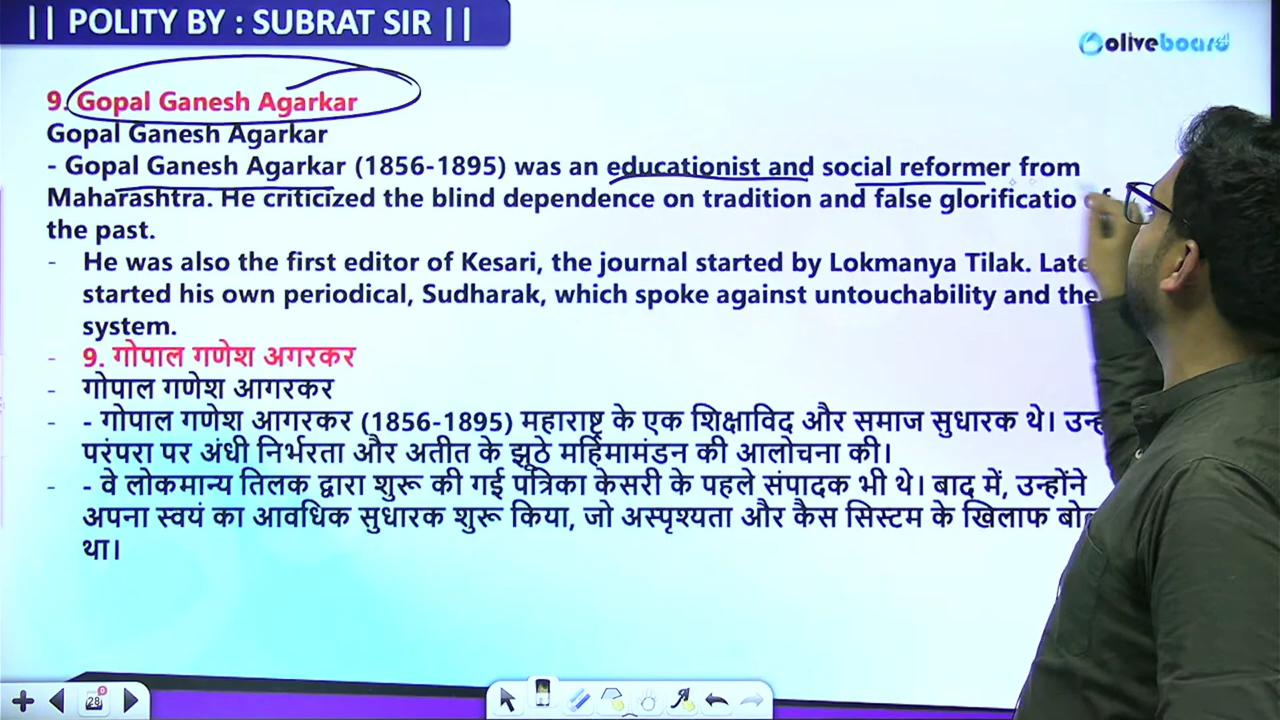 || POLITY BY : SUBRAT SIR ||
oliveboard
9. Gopal Ganesh Agarkar
Gopal Ganesh Agarkar
- Gopal Ganesh Agarkar (1856-1895) was an educationist and social reformer from
Maharashtra. He criticized the blind dependence on tradition and false glorificatio of
the past.
- He was also the first editor of Kesari, the journal started by Lokmanya Tilak. Late
started his own periodical, Sudharak, which spoke against untouchability and the
system.
- 9. गोपाल गणेश अगरकर
- गोपाल गणेश आगरकर
- - गोपाल गणेश आगरकर (1856-1895) महाराष्ट्र के एक शिक्षाविद और समाज सुधारक थे। उन्ह
परंपरा पर अंधी निर्भरता और अतीत के झूठे महिमामंडन की आलोचना की।
- - वे लोकमान्य तिलक द्वारा शुरू की गई पत्रिका केसरी के पहले संपादक भी थे। बाद में, उन्होंने
अपना स्वयं का आवधिक सुधारक शुरू किया, जो अस्पृश्यता और कैस सिस्टम के खिलाफ बोल
था।
28
0